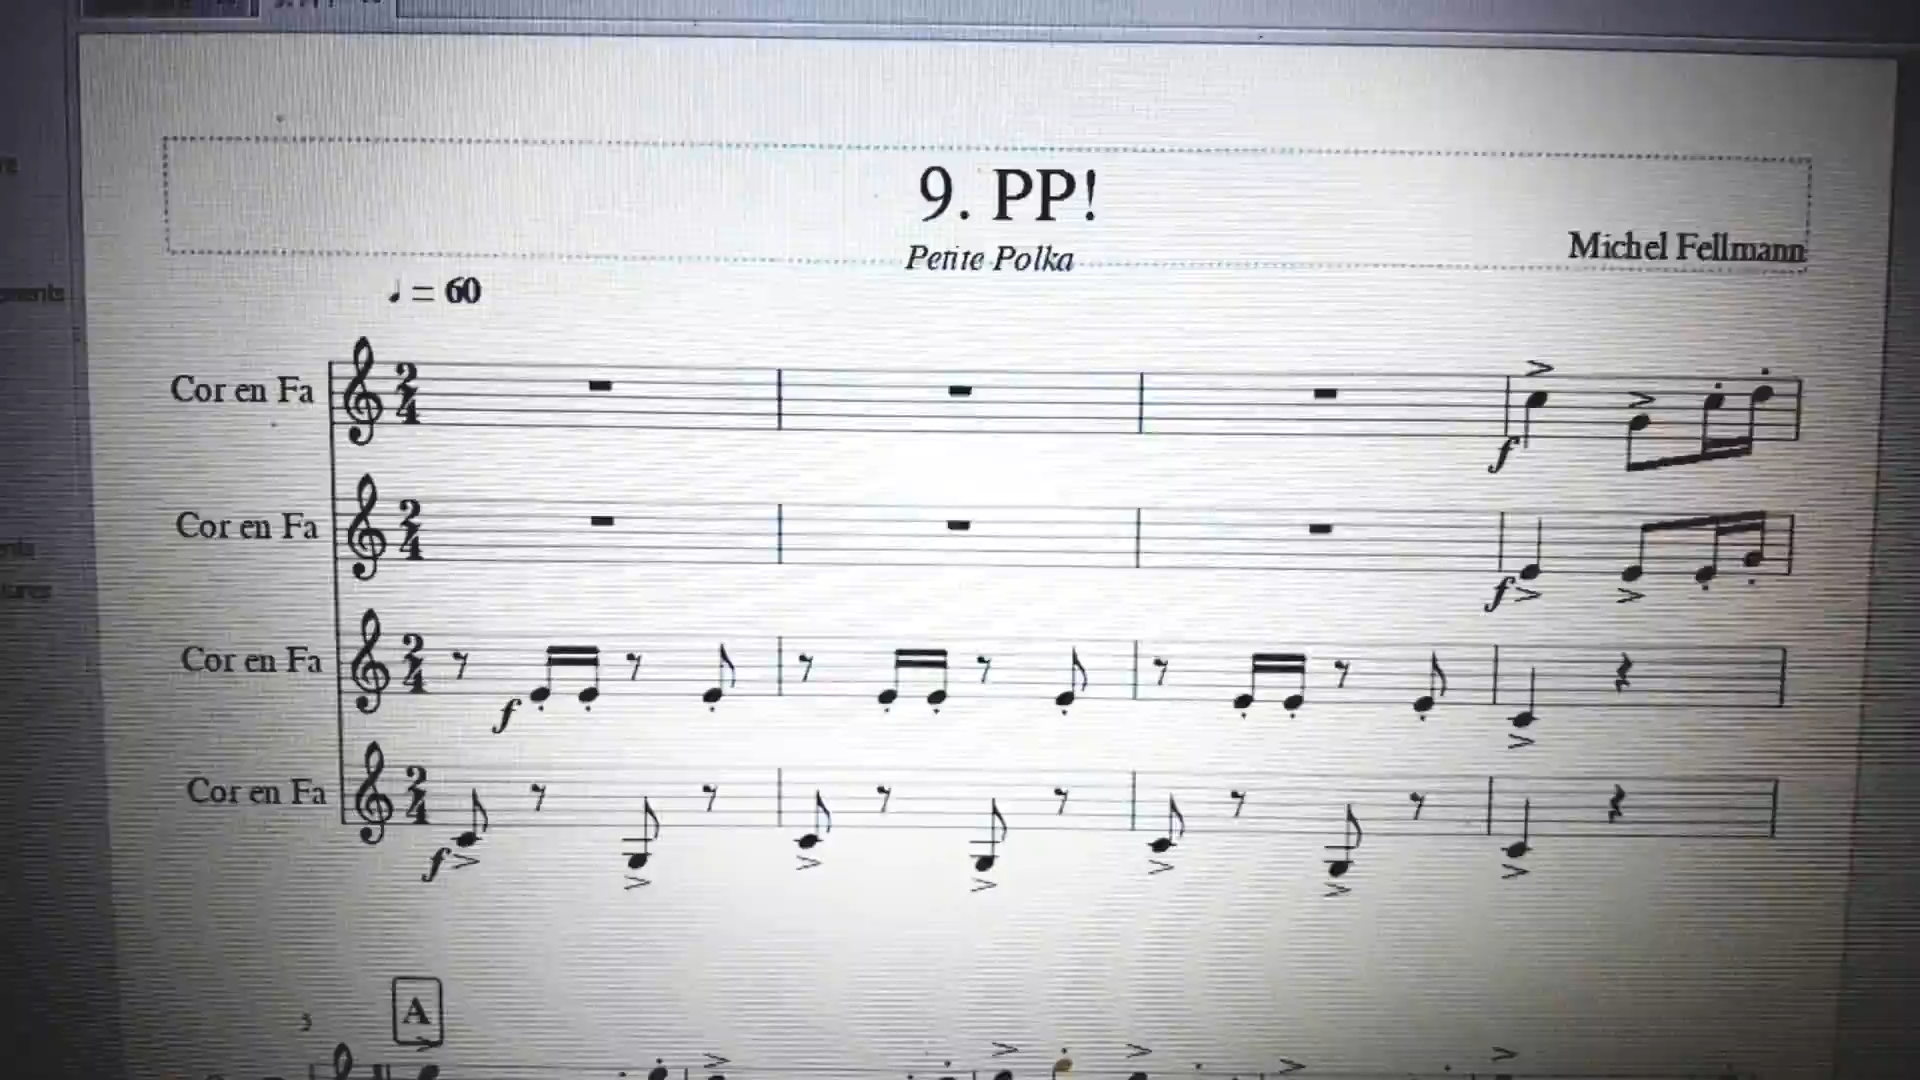 9. PP!
Petite Polka
Michel Fellmann
♩ = 60
Cor en Fa
f
Cor en Fa
f
Cor en Fa
f
Cor en Fa
f
5
A